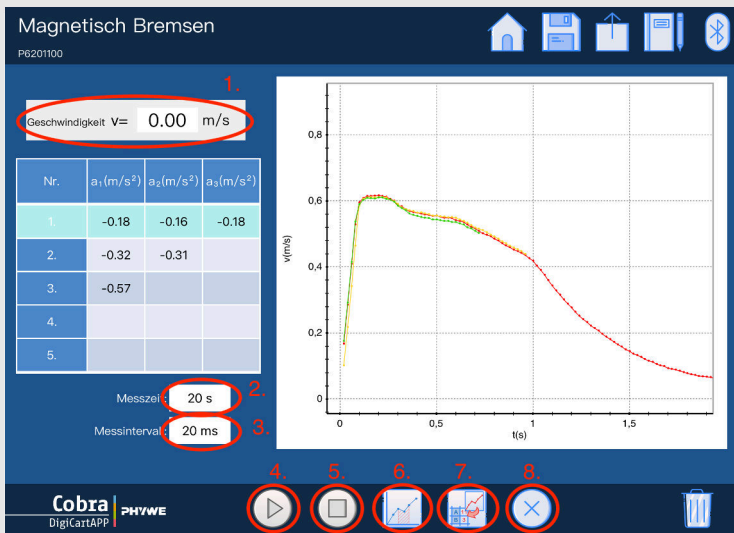 Magnetisch Bremsen
P6201100
1.
Geschwindigkeit v= 0.00 m/s
Nr. a₁(m/s²) a₂(m/s²) a₃(m/s²)
1. -0.18 -0.16 -0.18
2. -0.32 -0.31
3. -0.57
4.
5.
Messzeit: 20 s 2.
Messintervall: 20 ms 3.
v(m/s)
0,8
0,6
0,4
0,2
0
0 0,5 1 1,5
t(s)
4. 5. 6. 7. 8.
Cobra PHYWE
DigiCartAPP